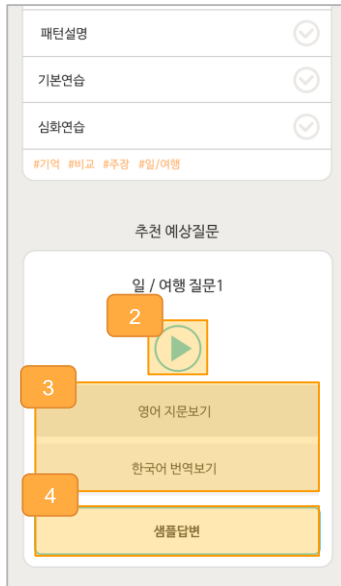 패턴설명
기본연습
심화연습
#기억 #비교 #주장 #일/여행
추천 예상질문
일 / 여행 질문1
2
3
영어 지문보기
한국어 번역보기
4
샘플답변